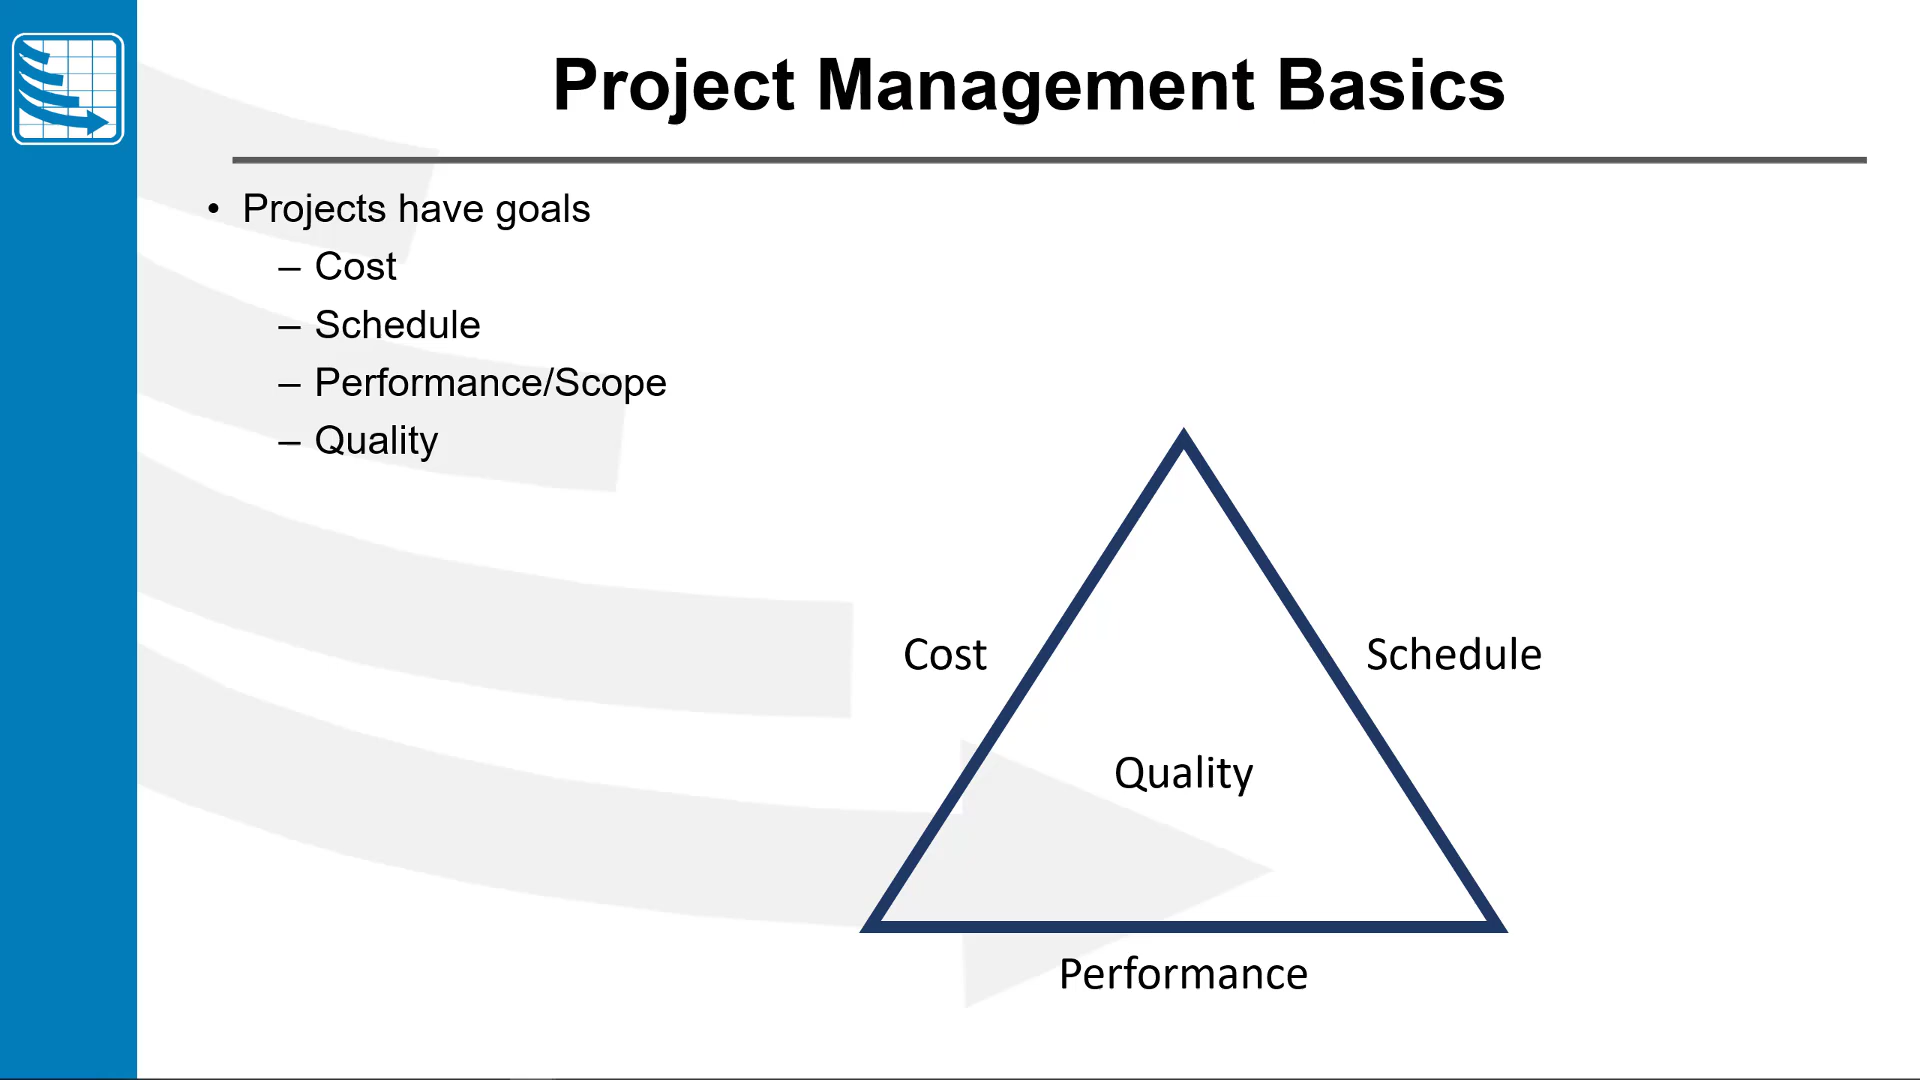 Project Management Basics
• Projects have goals
– Cost
– Schedule
– Performance/Scope
– Quality
Cost
Schedule
Quality
Performance